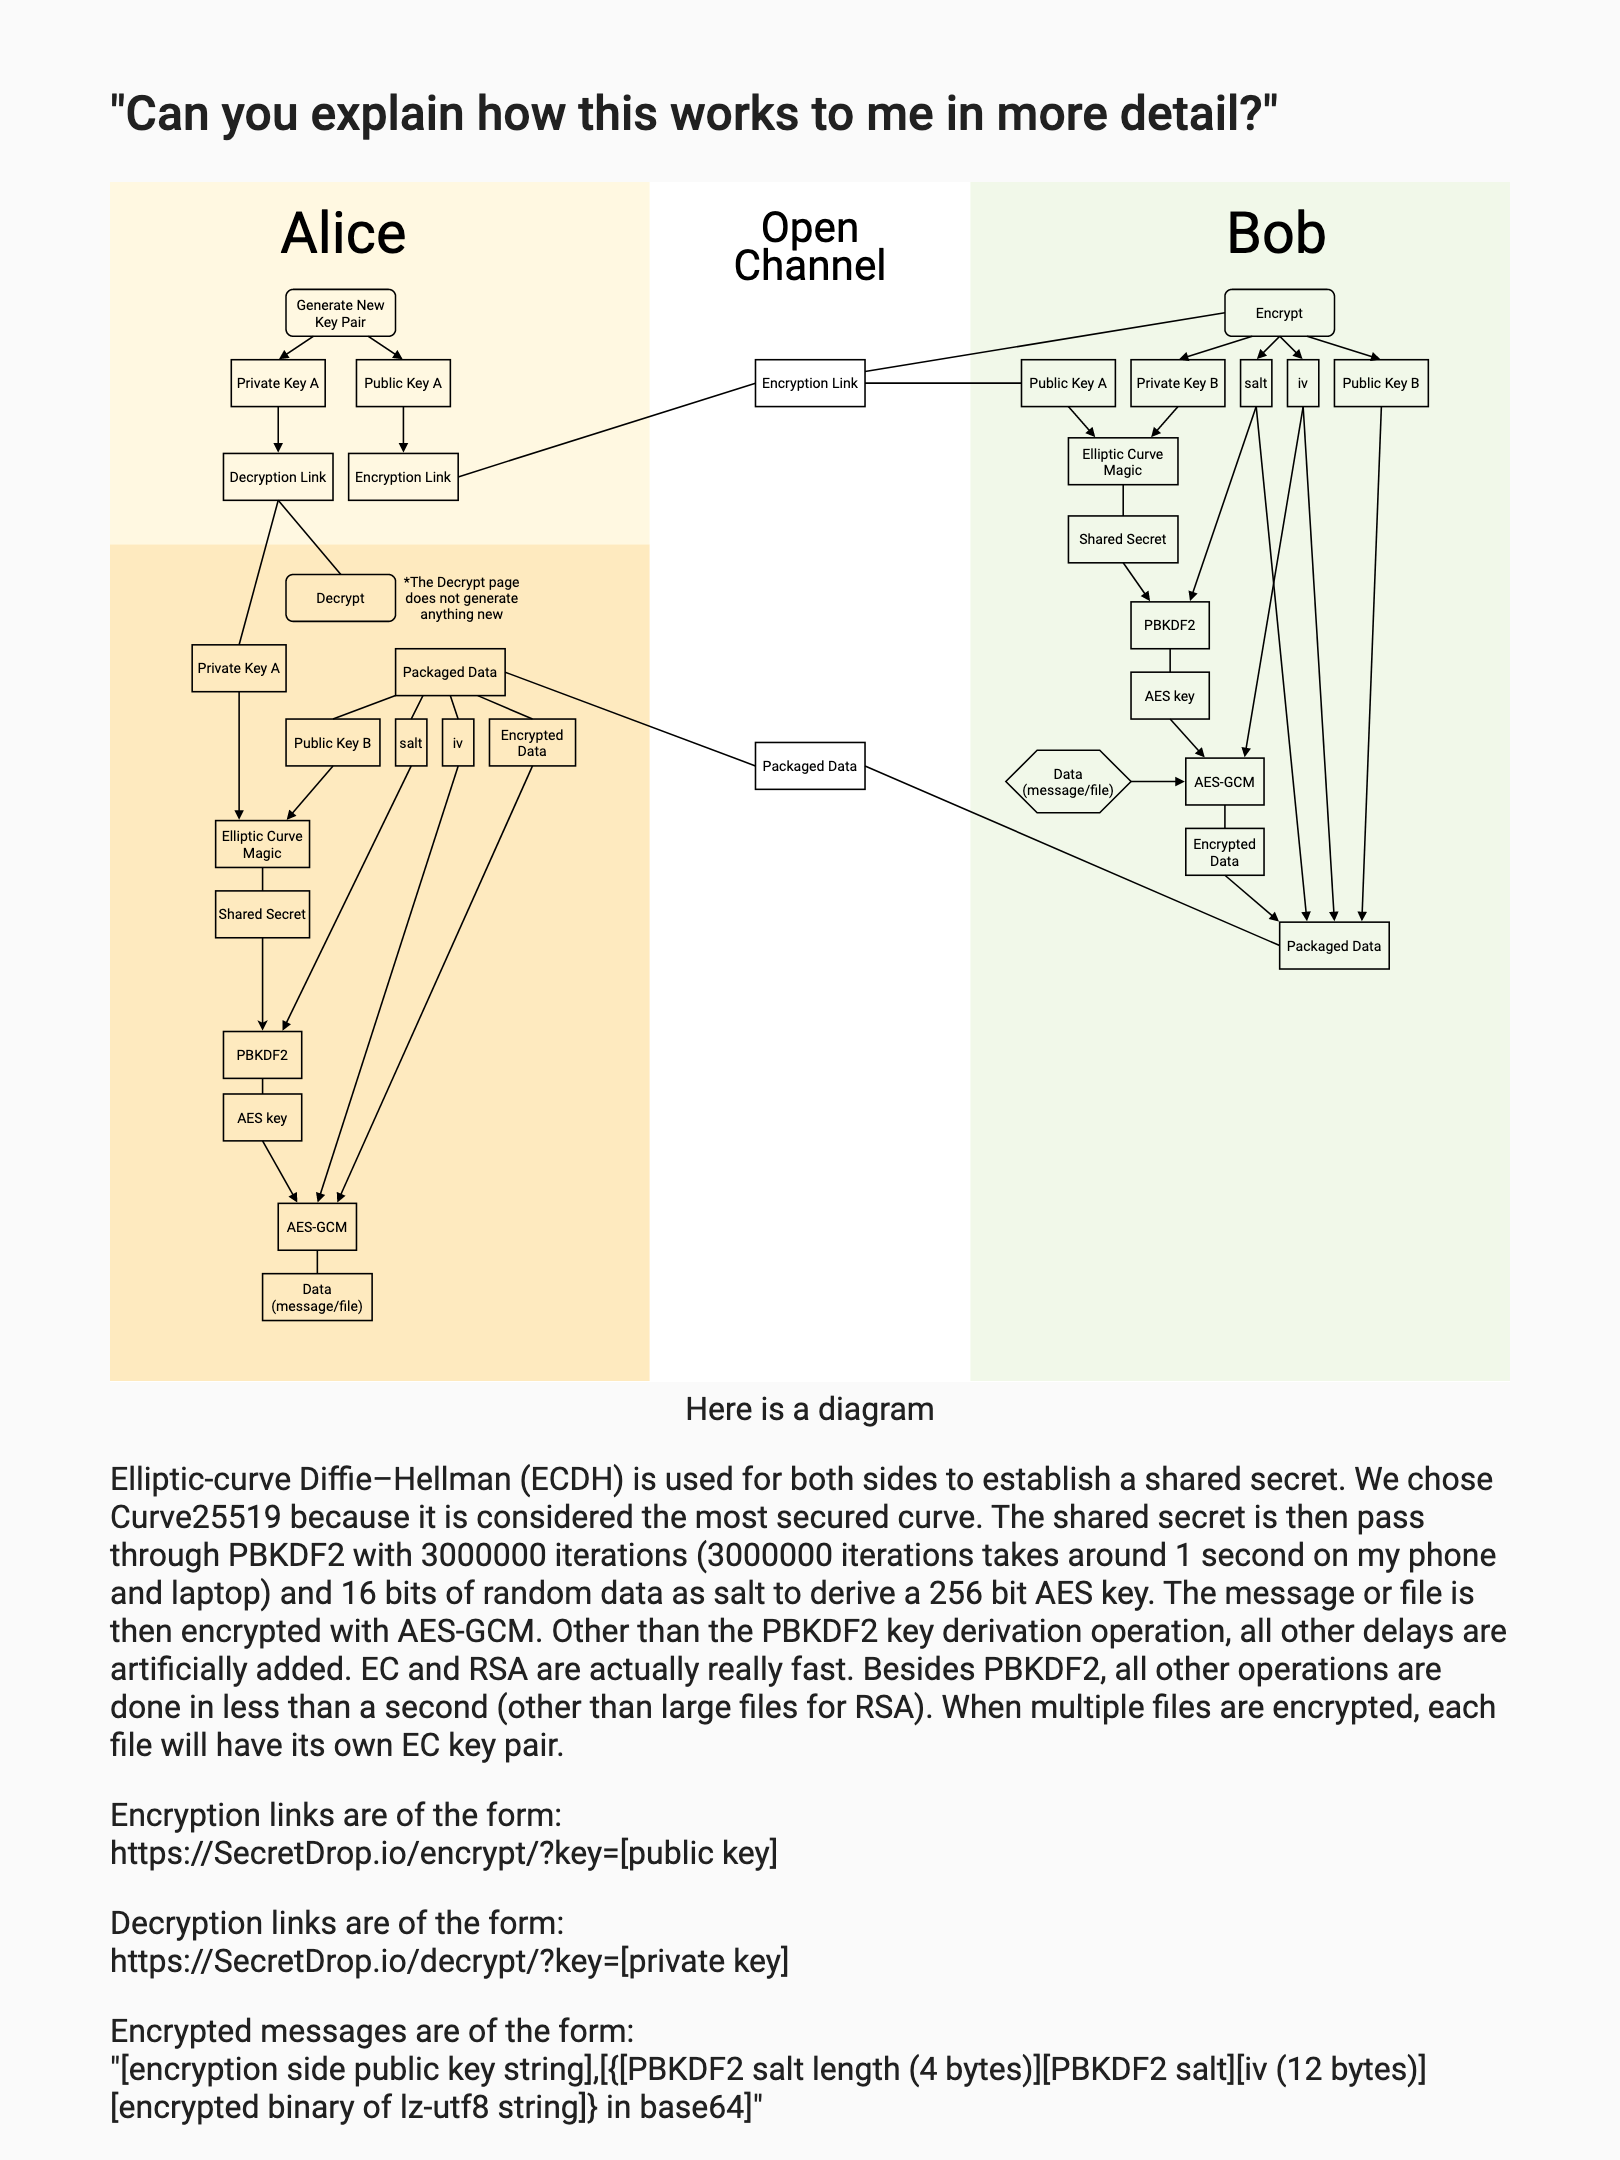 "Can you explain how this works to me in more detail?"
Alice
Open
Channel
Bob
Generate New
Key Pair
Private Key A
Public Key A
Decryption Link
Encryption Link
Encryption Link
Encrypt
Public Key A
Private Key B
salt
iv
Public Key B
Elliptic Curve
Magic
Shared Secret
PBKDF2
AES key
Data
(message/file)
AES-GCM
Encrypted
Data
Packaged Data
Packaged Data
Decrypt
*The Decrypt page
does not generate
anything new
Private Key A
Packaged Data
Public Key B
salt
iv
Encrypted
Data
Elliptic Curve
Magic
Shared Secret
PBKDF2
AES key
AES-GCM
Data
(message/file)
Here is a diagram
Elliptic-curve Diffie–Hellman (ECDH) is used for both sides to establish a shared secret. We chose
Curve25519 because it is considered the most secured curve. The shared secret is then pass
through PBKDF2 with 3000000 iterations (3000000 iterations takes around 1 second on my phone
and laptop) and 16 bits of random data as salt to derive a 256 bit AES key. The message or file is
then encrypted with AES-GCM. Other than the PBKDF2 key derivation operation, all other delays are
artificially added. EC and RSA are actually really fast. Besides PBKDF2, all other operations are
done in less than a second (other than large files for RSA). When multiple files are encrypted, each
file will have its own EC key pair.
Encryption links are of the form:
https://SecretDrop.io/encrypt/?key=[public key]
Decryption links are of the form:
https://SecretDrop.io/decrypt/?key=[private key]
Encrypted messages are of the form:
"[encryption side public key string],[{[PBKDF2 salt length (4 bytes)][PBKDF2 salt][iv (12 bytes)]
[encrypted binary of lz-utf8 string]} in base64]"